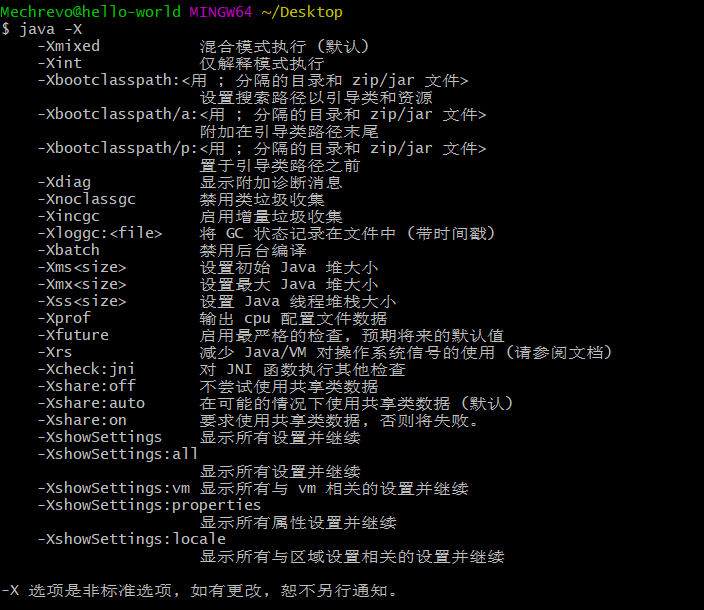 Mechrevo@hello-world MINGW64 ~/Desktop
$ java -X
    -Xmixed           混合模式执行 (默认)
    -Xint             仅解释模式执行
    -Xbootclasspath:<用 ; 分隔的目录和 zip/jar 文件>
                      设置搜索路径以引导类和资源
    -Xbootclasspath/a:<用 ; 分隔的目录和 zip/jar 文件>
                      附加在引导类路径末尾
    -Xbootclasspath/p:<用 ; 分隔的目录和 zip/jar 文件>
                      置于引导类路径之前
    -Xdiag            显示附加诊断消息
    -Xnoclassgc       禁用类垃圾收集
    -Xincgc           启用增量垃圾收集
    -Xloggc:<file>    将 GC 状态记录在文件中 (带时间戳)
    -Xbatch           禁用后台编译
    -Xms<size>        设置初始 Java 堆大小
    -Xmx<size>        设置最大 Java 堆大小
    -Xss<size>        设置 Java 线程堆栈大小
    -Xprof            输出 cpu 配置文件数据
    -Xfuture          启用最严格的检查, 预期将来的默认值
    -Xrs              减少 Java/VM 对操作系统信号的使用 (请参阅文档)
    -Xcheck:jni       对 JNI 函数执行其他检查
    -Xshare:off       不尝试使用共享类数据
    -Xshare:auto      在可能的情况下使用共享类数据 (默认)
    -Xshare:on        要求使用共享类数据, 否则将失败。
    -XshowSettings    显示所有设置并继续
    -XshowSettings:all
                      显示所有设置并继续
    -XshowSettings:vm 显示所有与 vm 相关的设置并继续
    -XshowSettings:properties
                      显示所有属性设置并继续
    -XshowSettings:locale
                      显示所有与区域设置相关的设置并继续

-X 选项是非标准选项, 如有更改, 恕不另行通知。